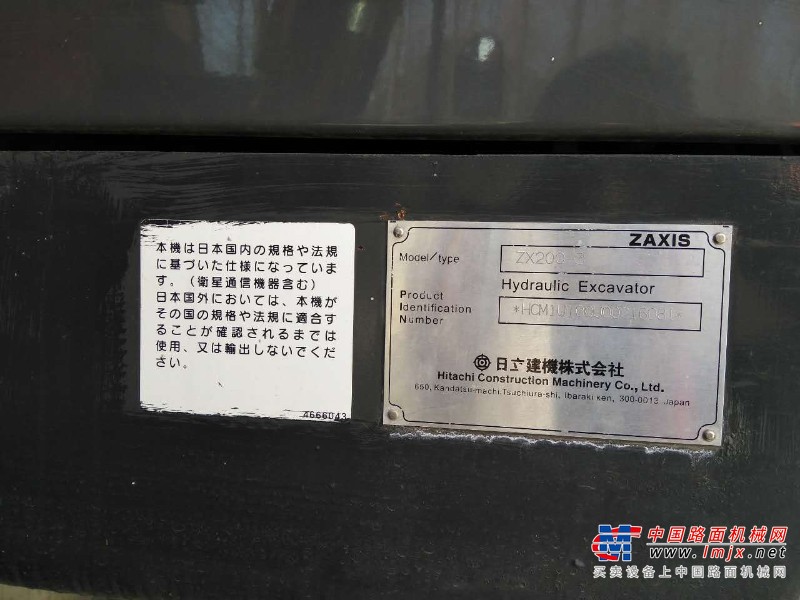 本機は日本国内の規格や法規
に基づいた仕様になっていま
す。(衛星通信機器含む)
日本国外においては、本機が
その国の規格や法規に適合す
ることが確認されるまでは
使用、又は輸出しないでくだ
さい。
4666043
ZAXIS
Model/type
Hydraulic Excavator
Product
Identification
Number
日立建機株式会社
Hitachi Construction Machinery Co., Ltd.
650, Kandatsu-machi,Tsuchiura-shi, Ibaraki ken, 300-0013 Japan
中国路面机械网
www.lmjx.net
买卖设备上中国路面机械网